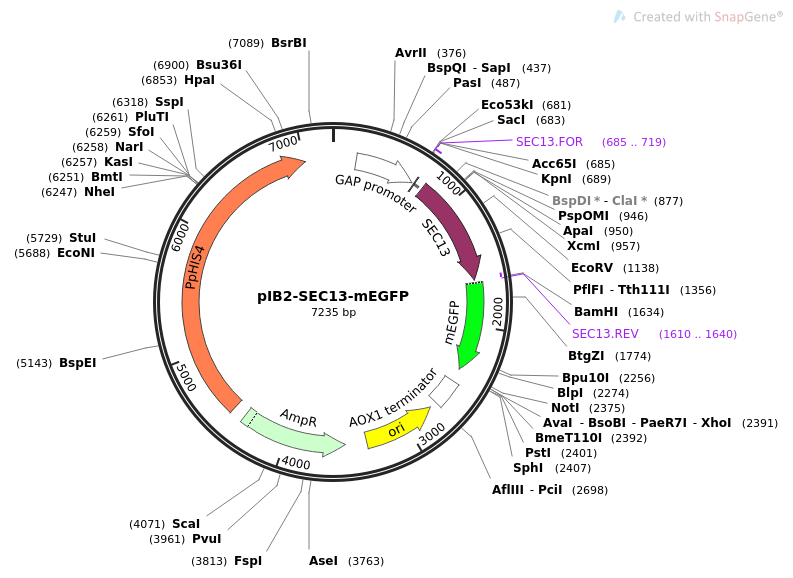 Created with SnapGene®
(7089) BsrBI
(6900) Bsu36I
(6853) HpaI
(6318) SspI
(6261) PluTI
(6259) SfoI
(6258) NarI
(6257) KasI
(6251) BmtI
(6247) NheI
(5729) StuI
(5688) EcoNI
(5143) BspEI
(4071) ScaI
(3961) PvuI
(3813) FspI
AseI (3763)
AvrII (376)
BspQI - SapI (437)
PasI (487)
Eco53kI (681)
SacI (683)
SEC13.FOR (685 .. 719)
Acc65I (685)
KpnI (689)
BspDI * - ClaI * (877)
PspOMI (946)
ApaI (950)
XcmI (957)
EcoRV (1138)
PflFI - Tth111I (1356)
BamHI (1634)
SEC13.REV (1610 .. 1640)
BtgZI (1774)
Bpu10I (2256)
BlpI (2274)
NotI (2375)
AvaI - BsoBI - PaeR7I - XhoI (2391)
BmeT110I (2392)
PstI (2401)
SphI (2407)
AflIII - PciI (2698)
1000
2000
3000
4000
5000
6000
7000
GAP promoter
SEC13
mEGFP
AOX1 terminator
ori
AmpR
PpHIS4
pIB2-SEC13-mEGFP
7235 bp